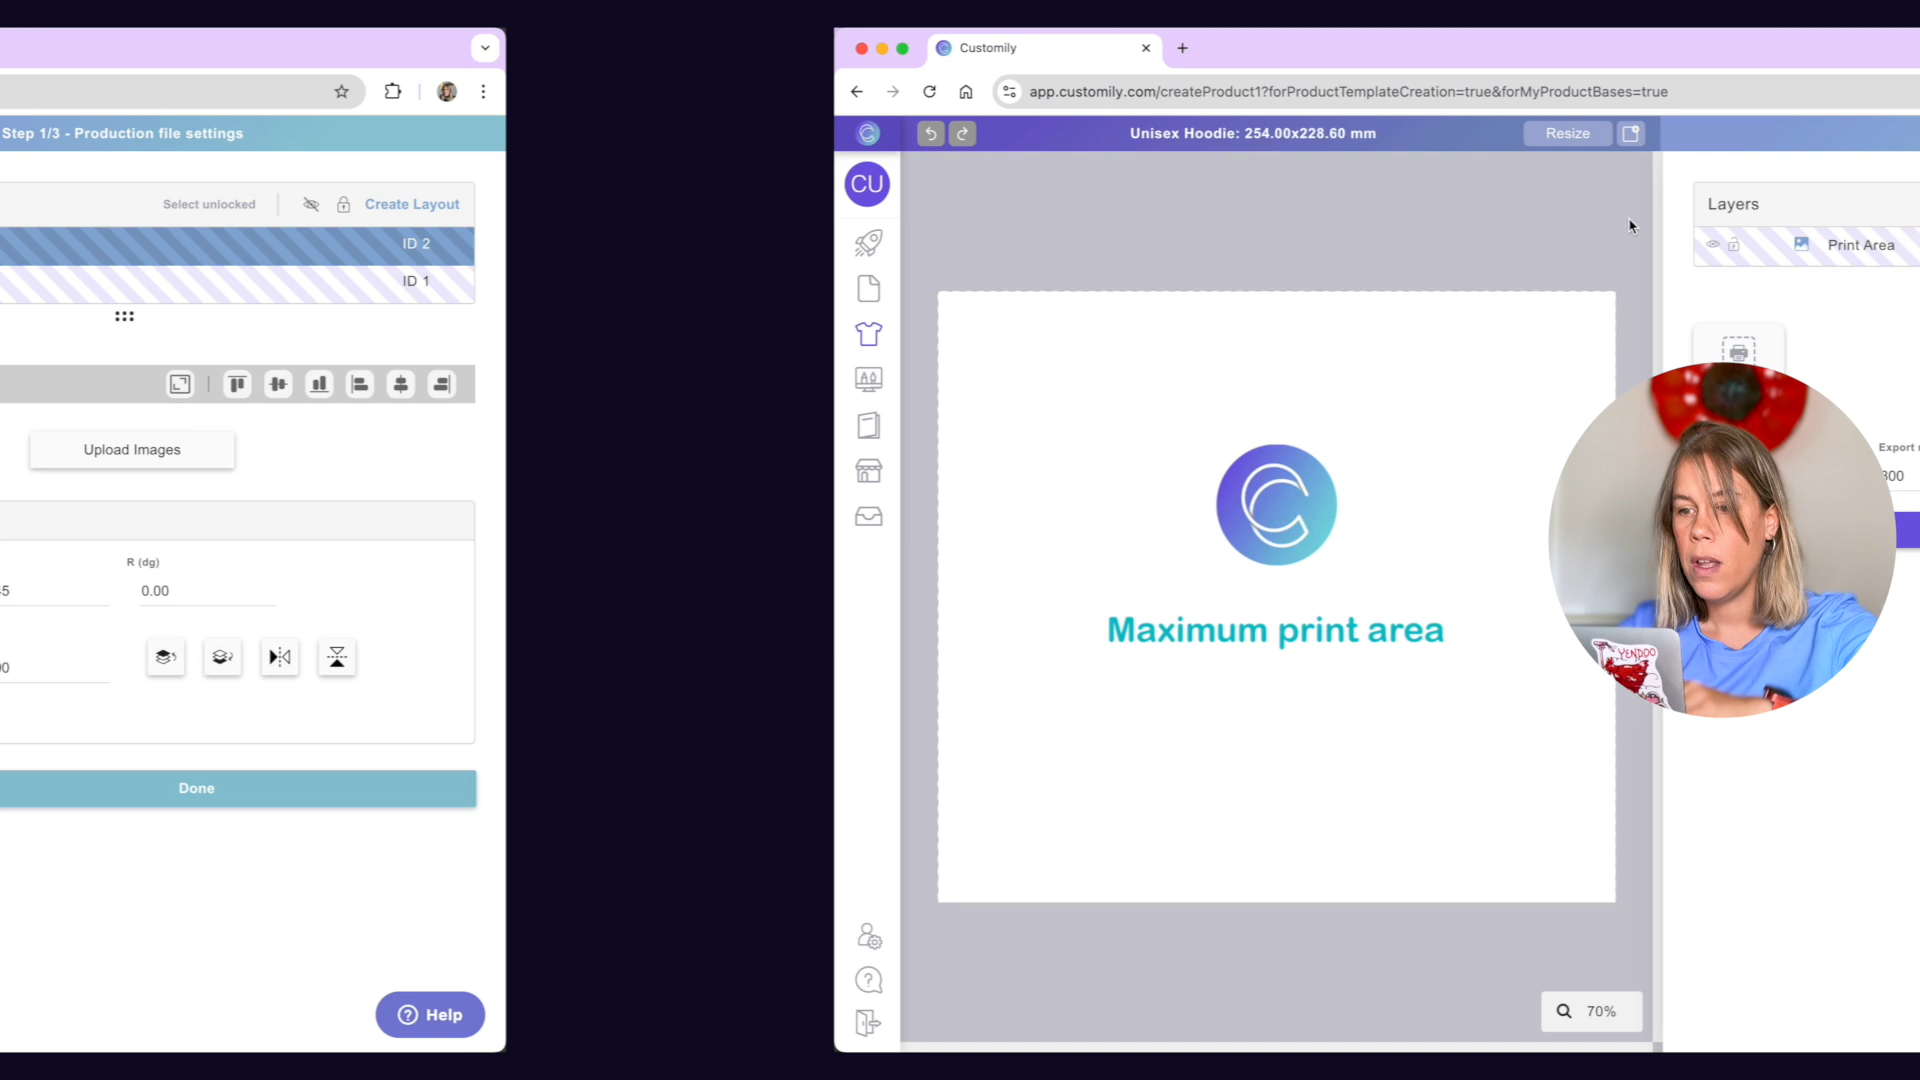 Step 1/3 - Production file settings
Select unlocked
Create Layout
ID 2
ID 1
Upload Images
R (dg)
0.00
Done
Help
Customily
app.customily.com/createProduct1?forProductTemplateCreation=true&forMyProductBases=true
Unisex Hoodie: 254.00x228.60 mm
Resize
CU
Layers
Print Area
Maximum print area
Export
300
YENDOO
70%